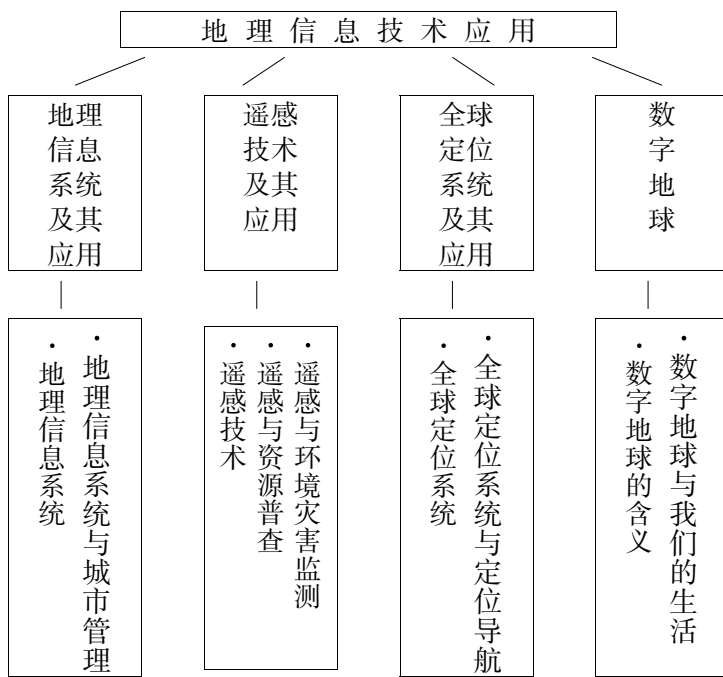 地理信息技术应用
地理
信息
系统
及其
应用
遥感
技术
及其
应用
全球
定位
系统
及其
应用
数
字
地
球
·地理信息系统
·地理信息系统与城市管理
·遥感技术
·遥感与资源普查
·遥感与环境灾害监测
·全球定位系统
·全球定位系统与定位导航
·数字地球的含义
·数字地球与我们的生活